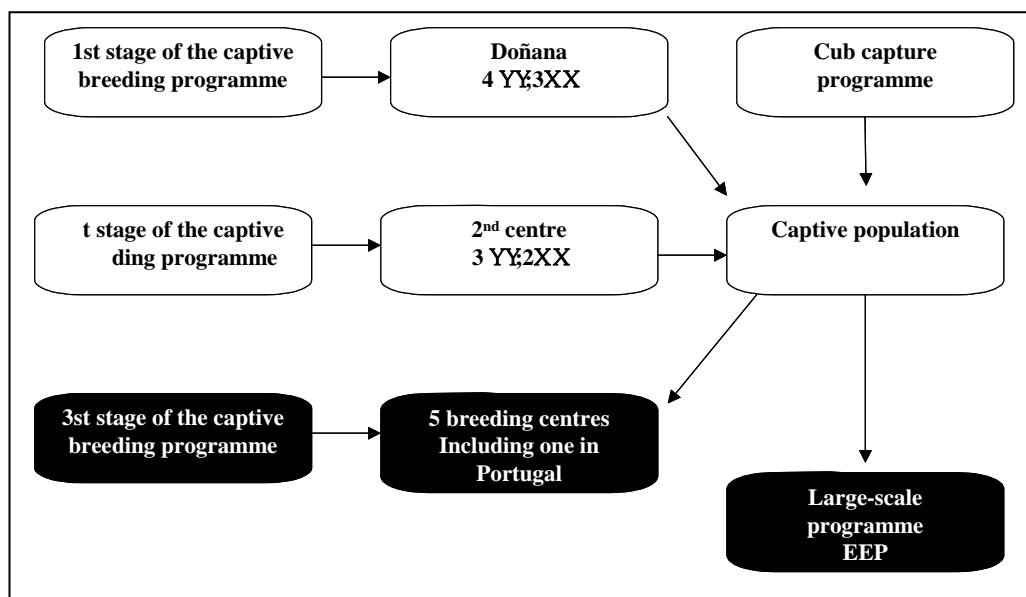 1st stage of the captive
breeding programme
Doñana
4 YY;3XX
Cub capture
programme
t stage of the captive
ding programme
2nd centre
3 YY;2XX
Captive population
3st stage of the captive
breeding programme
5 breeding centres
Including one in
Portugal
Large-scale
programme
EEP